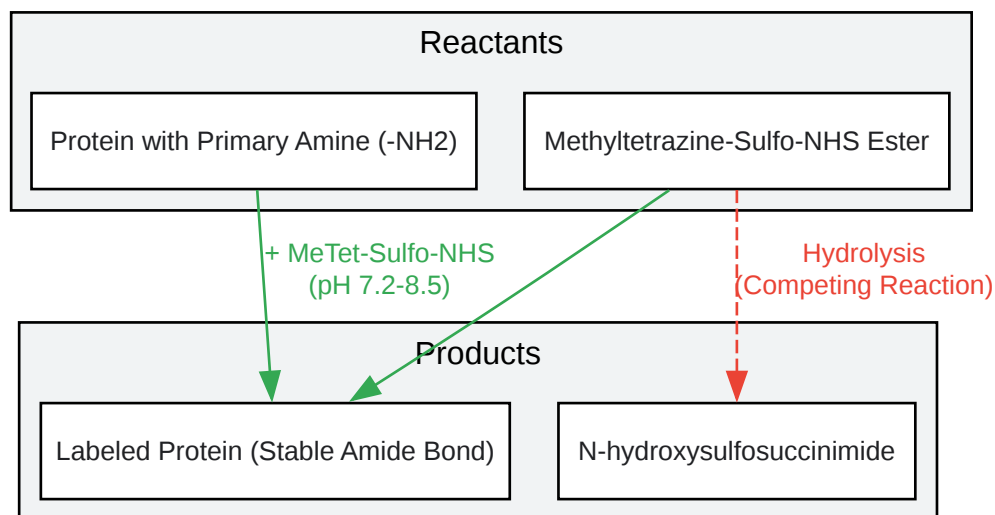 Reactants
Protein with Primary Amine (-NH2)
Methyltetrazine-Sulfo-NHS Ester
+ MeTet-Sulfo-NHS
(pH 7.2-8.5)
Hydrolysis
(Competing Reaction)
Products
Labeled Protein (Stable Amide Bond)
N-hydroxysulfosuccinimide